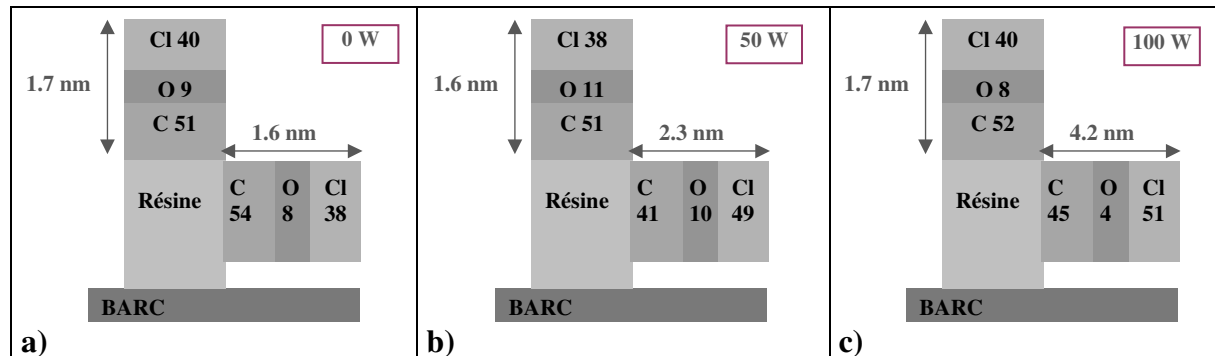 Cl 40
0 W
O 9
1.7 nm
C 51
1.6 nm
Résine
C O Cl
54 8 38
BARC
a)
Cl 38
50 W
O 11
1.6 nm
C 51
2.3 nm
Résine
C O Cl
41 10 49
BARC
b)
Cl 40
100 W
O 8
1.7 nm
C 52
4.2 nm
Résine
C O Cl
45 4 51
BARC
c)